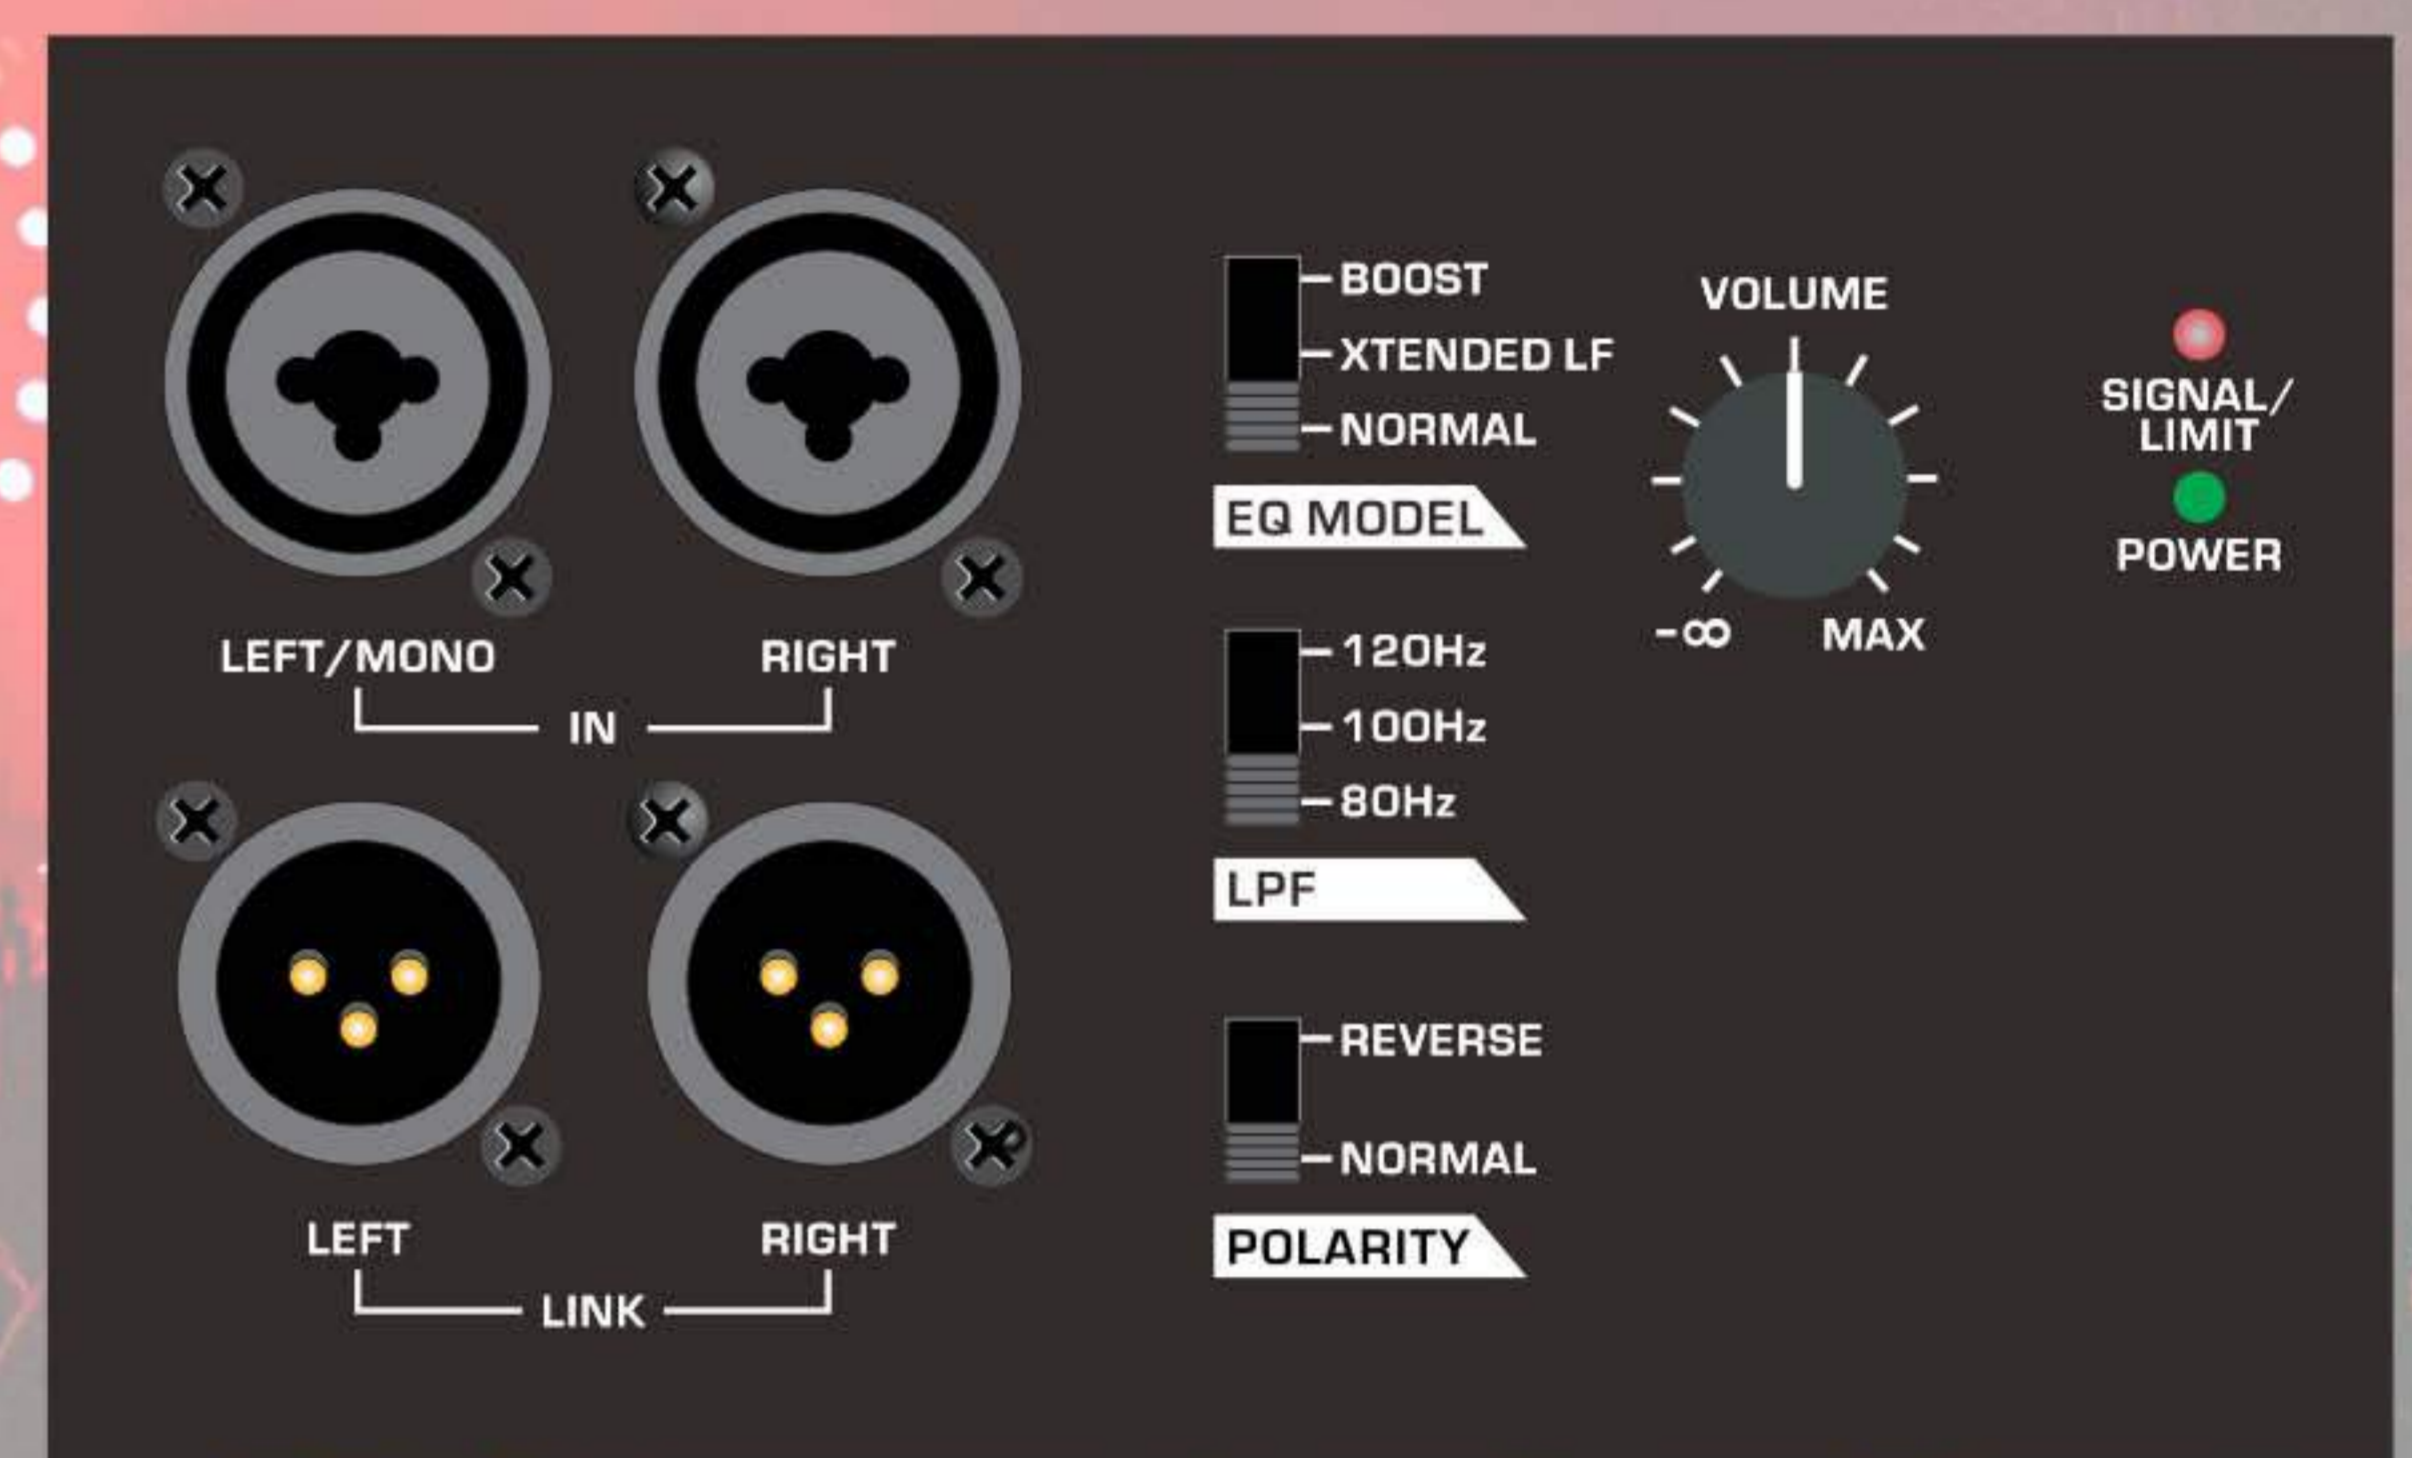 LEFT/MONO
RIGHT
IN
LEFT
RIGHT
LINK
BOOST
XTENDED LF
NORMAL
EQ MODEL
120Hz
100Hz
80Hz
LPF
REVERSE
NORMAL
POLARITY
VOLUME
-∞
MAX
SIGNAL/
LIMIT
POWER